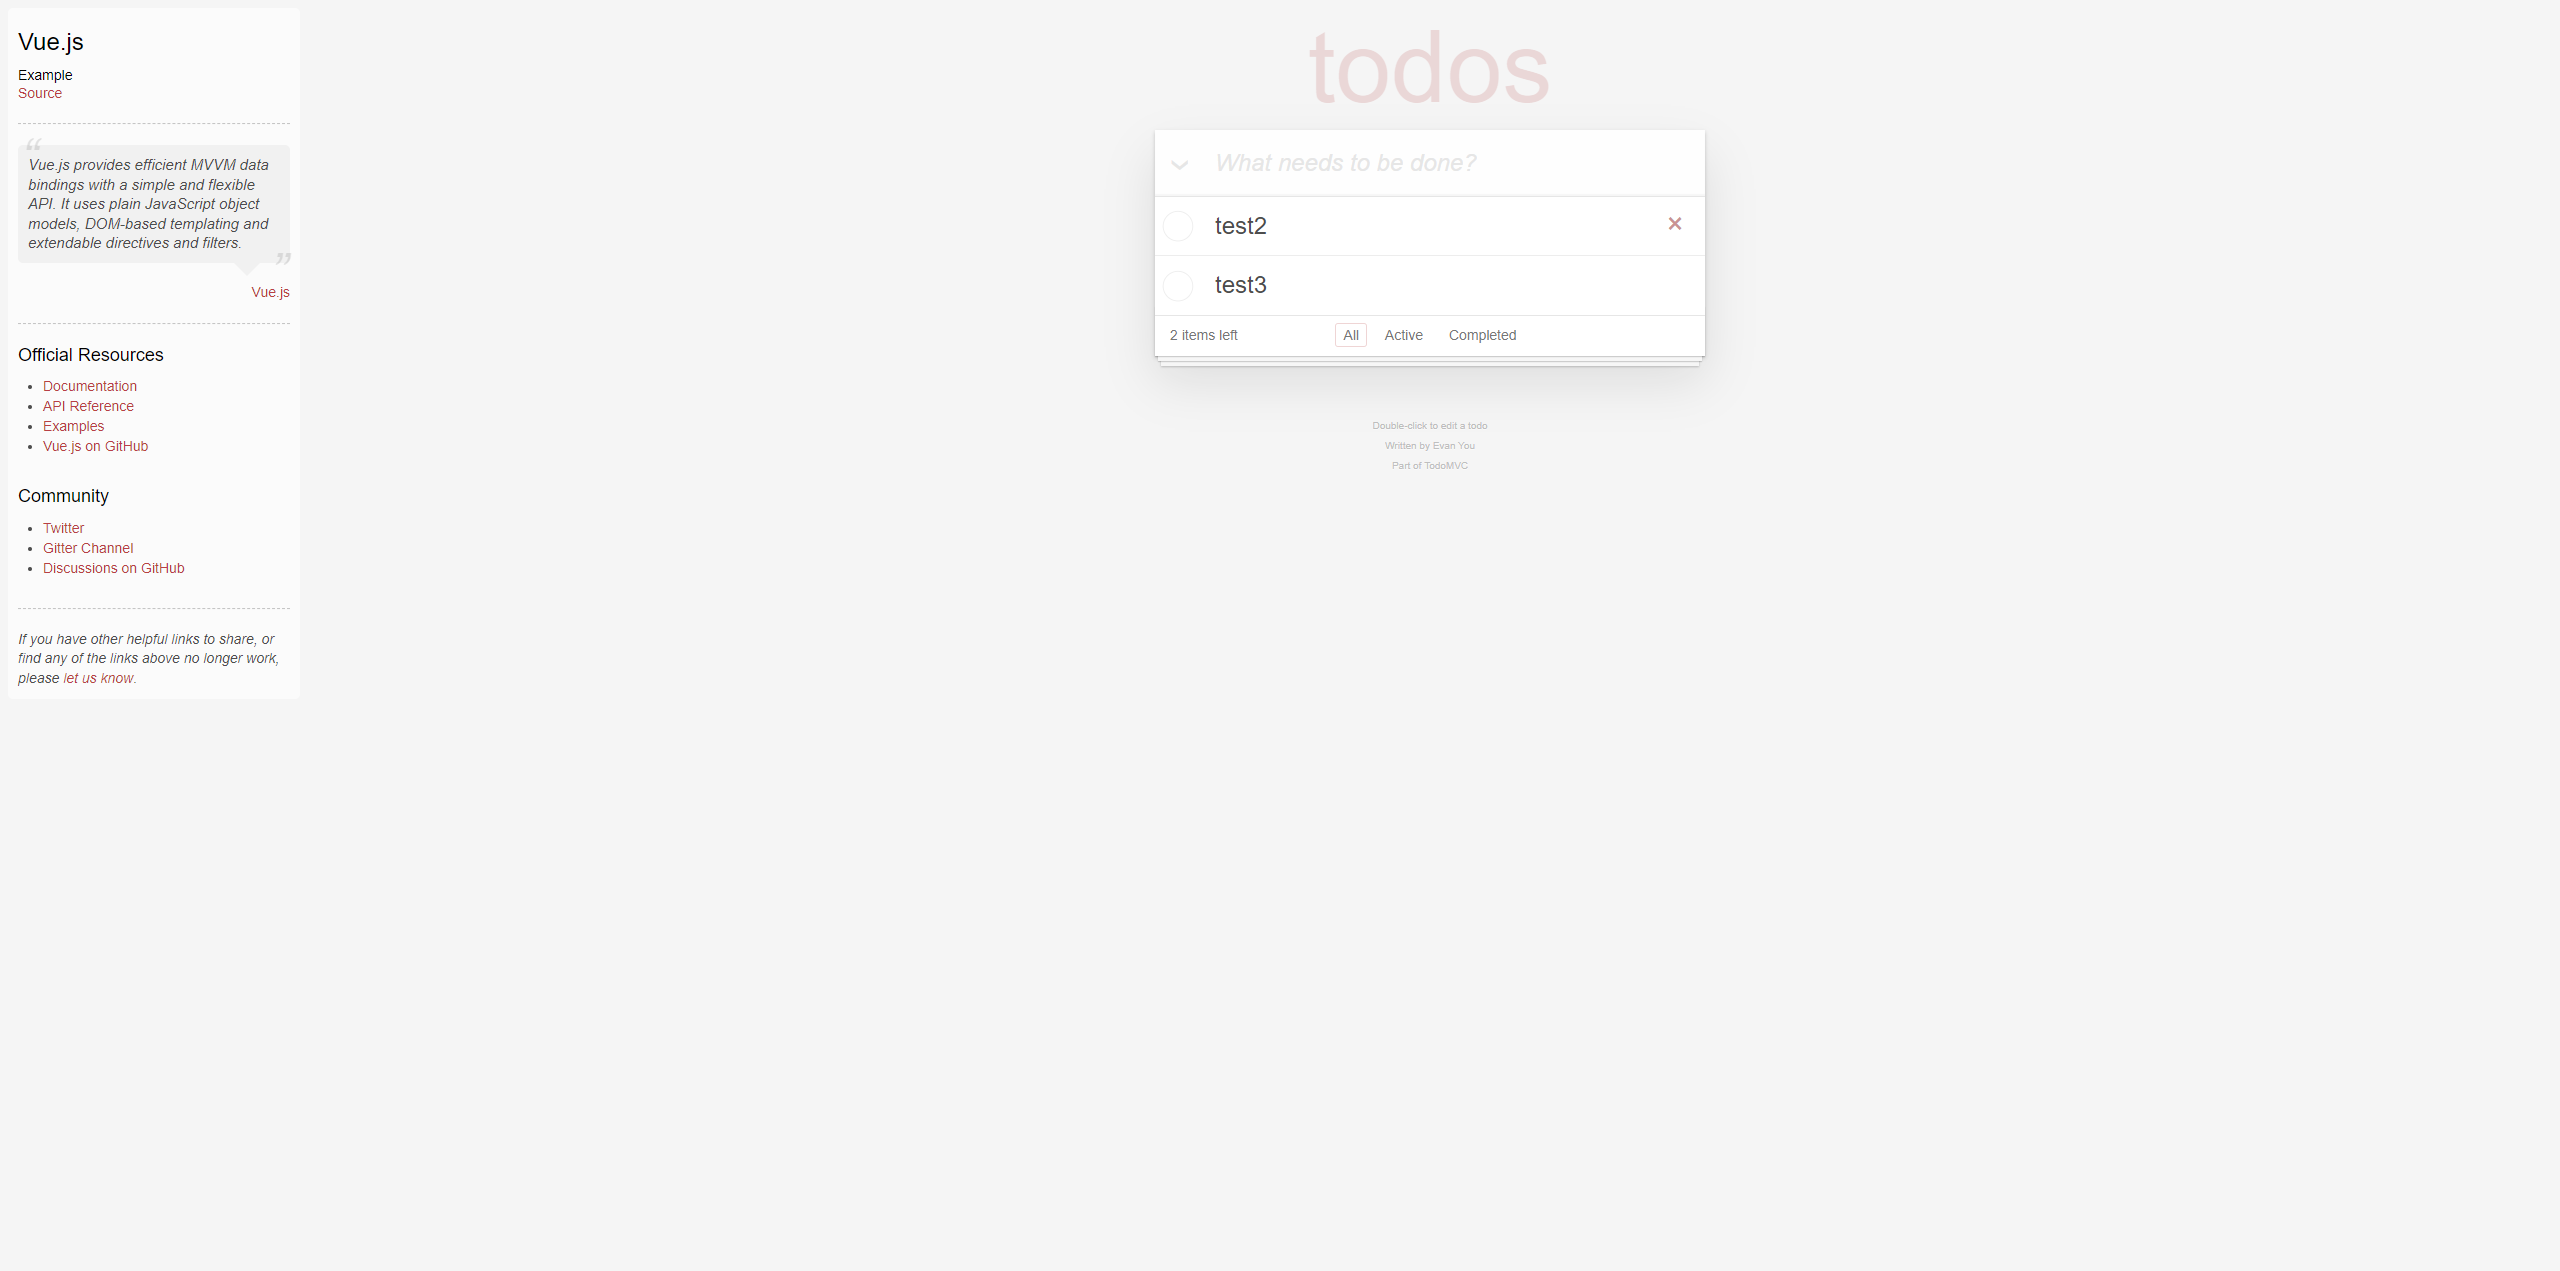 Vue.js
Example
Source
“
Vue.js provides efficient MVVM data
bindings with a simple and flexible
API. It uses plain JavaScript object
models, DOM-based templating and
extendable directives and filters.
”
Vue.js
Official Resources
• Documentation
• API Reference
• Examples
• Vue.js on GitHub
Community
• Twitter
• Gitter Channel
• Discussions on GitHub
If you have other helpful links to share, or
find any of the links above no longer work,
please let us know.
todos
What needs to be done?
test2 ×
test3
2 items left All Active Completed
Double-click to edit a todo
Written by Evan You
Part of TodoMVC